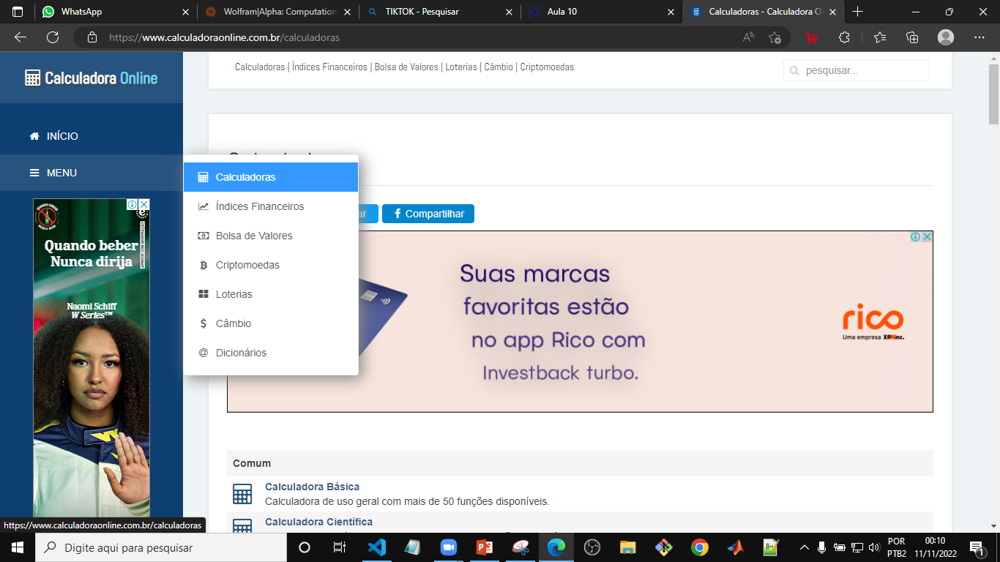 WhatsApp
Wolfram|Alpha: Computation
TIKTOK - Pesquisar
Aula 10
Calculadoras - Calculadora O
https://www.calculadoraonline.com.br/calculadoras
Calculadora Online
Calculadoras | Índices Financeiros | Bolsa de Valores | Loterias | Câmbio | Criptomoedas
pesquisar...
INÍCIO
MENU
Calculadoras
Índices Financeiros
Bolsa de Valores
Criptomoedas
Loterias
Câmbio
Dicionários
ar
Compartilhar
Quando beber
Nunca dirija
Naomi Schiff
W Series™
Suas marcas
favoritas estão
no app Rico com
Investback turbo.
rico
Uma empresa XP inc.
Comum
Calculadora Básica
Calculadora de uso geral com mais de 50 funções disponíveis.
Calculadora Científica
https://www.calculadoraonline.com.br/calculadoras
Digite aqui para pesquisar
POR
PTB2
00:10
11/11/2022
1